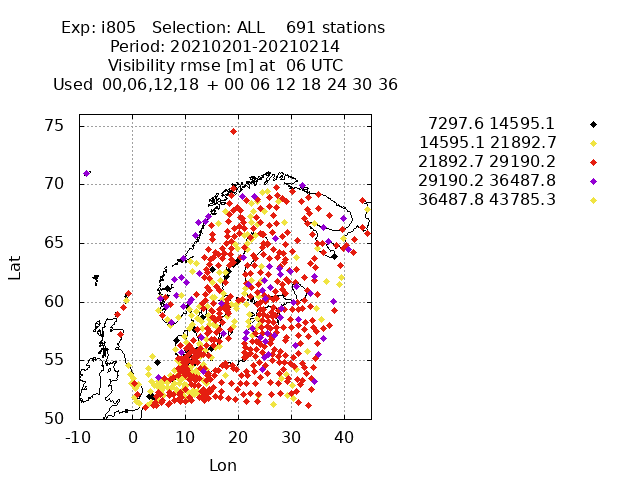 Exp: i805 Selection: ALL 691 stations
Period: 20210201-20210214
Visibility rmse [m] at 06 UTC
Used 00,06,12,18 + 00 06 12 18 24 30 36
7297.6 14595.1
14595.1 21892.7
21892.7 29190.2
29190.2 36487.8
36487.8 43785.3
75
70
65
60
55
50
Lat
-10 0 10 20 30 40
Lon